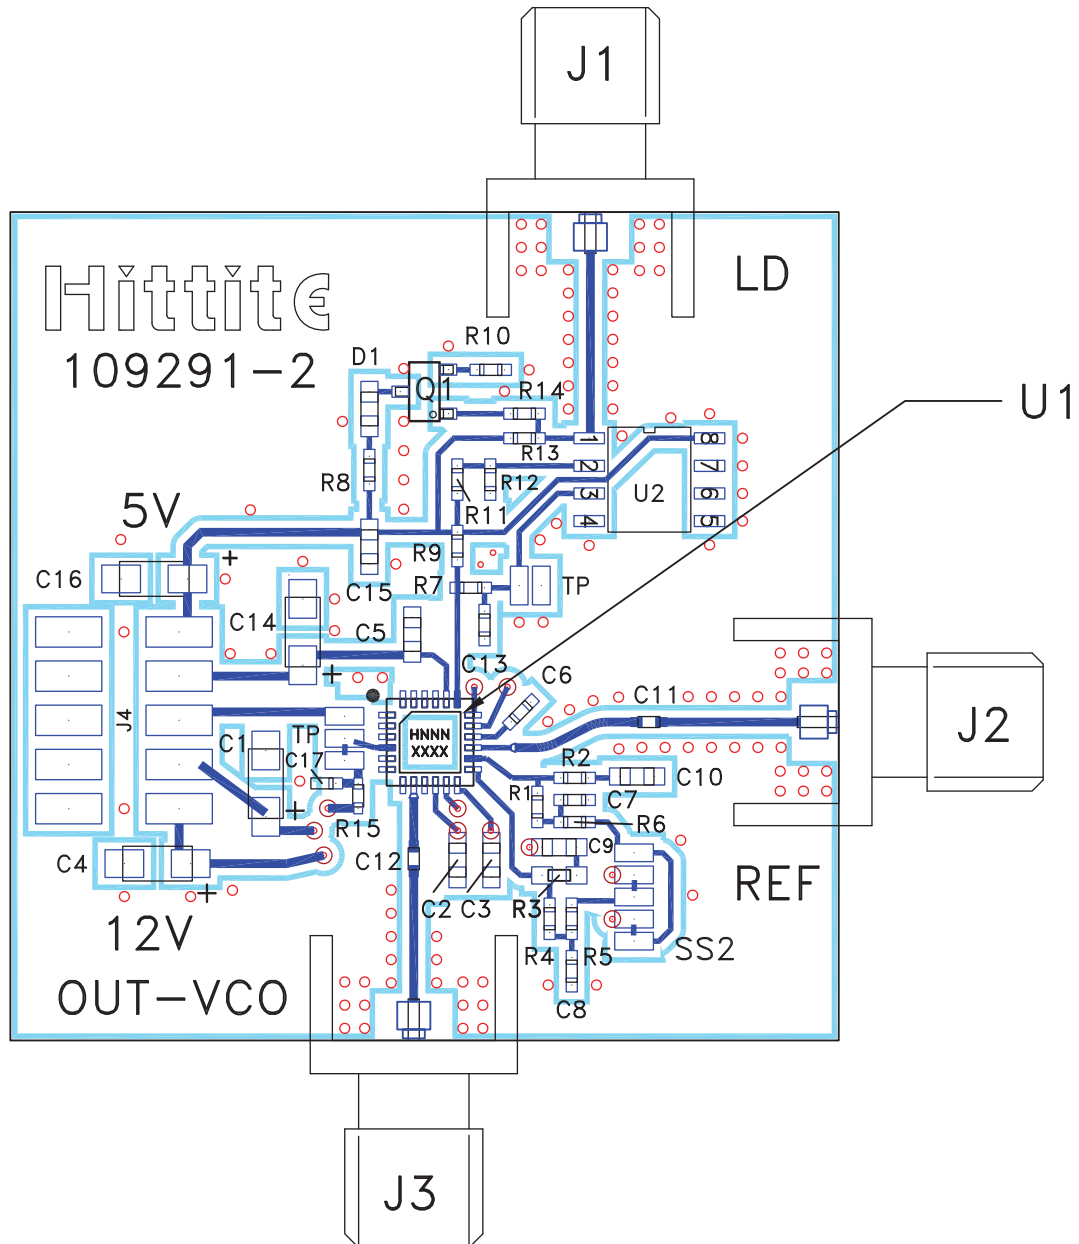 J1
LD
Hittite
109291-2
D1
R10
Q1
R14
U1
R13
1
8
2
7
R8
R12
3
U2
6
R11
4
5
5V
+
R9
C16
C15
R7
TP
C14
C5
+
C13
C6
C11
J4
TP
HNNN
XXXX
J2
C1
C17
R2
C10
R1
C7
+
R15
R6
C12
C9
C4
+
C2
C3
R3
REF
12V
R4
R5
SS2
OUT-VCO
C8
J3